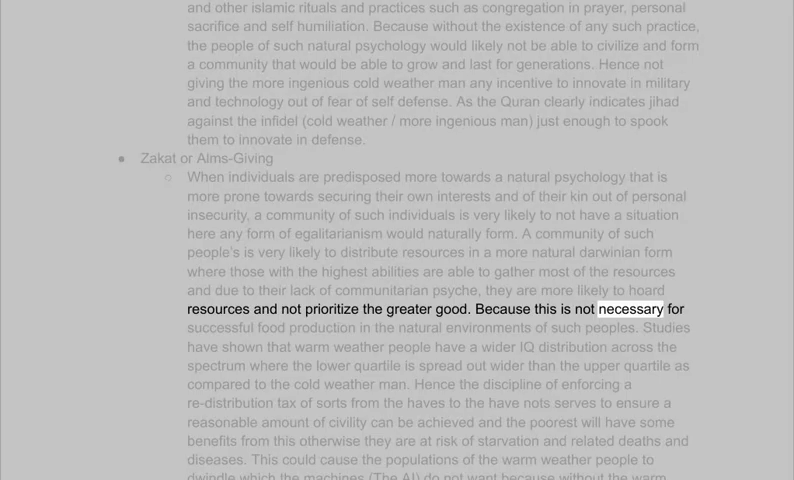 and other islamic rituals and practices such as congregation in prayer, personal
sacrifice and self humiliation. Because without the existence of any such practice,
the people of such natural psychology would likely not be able to civilize and form
a community that would be able to grow and last for generations. Hence not
giving the more ingenious cold weather man any incentive to innovate in military
and technology out of fear of self defense. As the Quran clearly indicates jihad
against the infidel (cold weather / more ingenious man) just enough to spook
them to innovate in defense.
● Zakat or Alms-Giving
○ When individuals are predisposed more towards a natural psychology that is
more prone towards securing their own interests and of their kin out of personal
insecurity, a community of such individuals is very likely to not have a situation
here any form of egalitarianism would naturally form. A community of such
people's is very likely to distribute resources in a more natural darwinian form
where those with the highest abilities are able to gather most of the resources
and due to their lack of communitarian psyche, they are more likely to hoard
resources and not prioritize the greater good. Because this is not necessary for
successful food production in the natural environments of such peoples. Studies
have shown that warm weather people have a wider IQ distribution across the
spectrum where the lower quartile is spread out wider than the upper quartile as
compared to the cold weather man. Hence the discipline of enforcing a
re-distribution tax of sorts from the haves to the have nots serves to ensure a
reasonable amount of civility can be achieved and the poorest will have some
benefits from this otherwise they are at risk of starvation and related deaths and
diseases. This could cause the populations of the warm weather people to
dwindle which the machines (The AI) do not want because without the warm